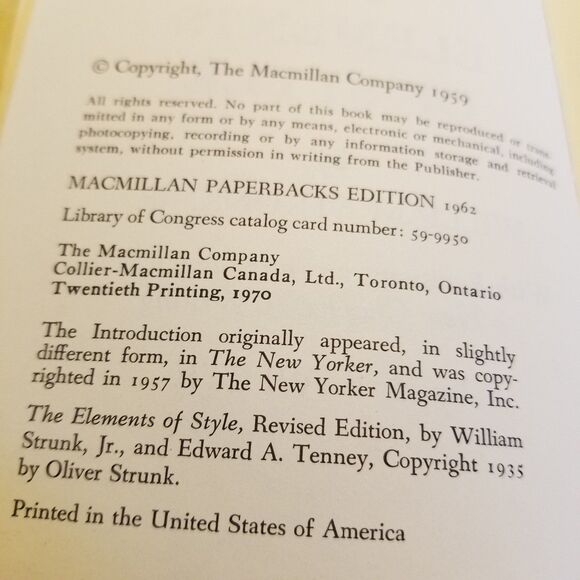 © Copyright, The Macmillan Company 1959
All rights reserved. No part of this book may be reproduced or trans-
mitted in any form or by any means, electronic or mechanical, including
photocopying, recording or by any information storage and retrieval
system, without permission in writing from the Publisher.
MACMILLAN PAPERBACKS EDITION 1962
Library of Congress catalog card number: 59-9950
The Macmillan Company
Collier-Macmillan Canada, Ltd., Toronto, Ontario
Twentieth Printing, 1970
The Introduction originally appeared, in slightly
different form, in The New Yorker, and was copy-
righted in 1957 by The New Yorker Magazine, Inc.
The Elements of Style, Revised Edition, by William
Strunk, Jr., and Edward A. Tenney, Copyright 1935
by Oliver Strunk.
Printed in the United States of America